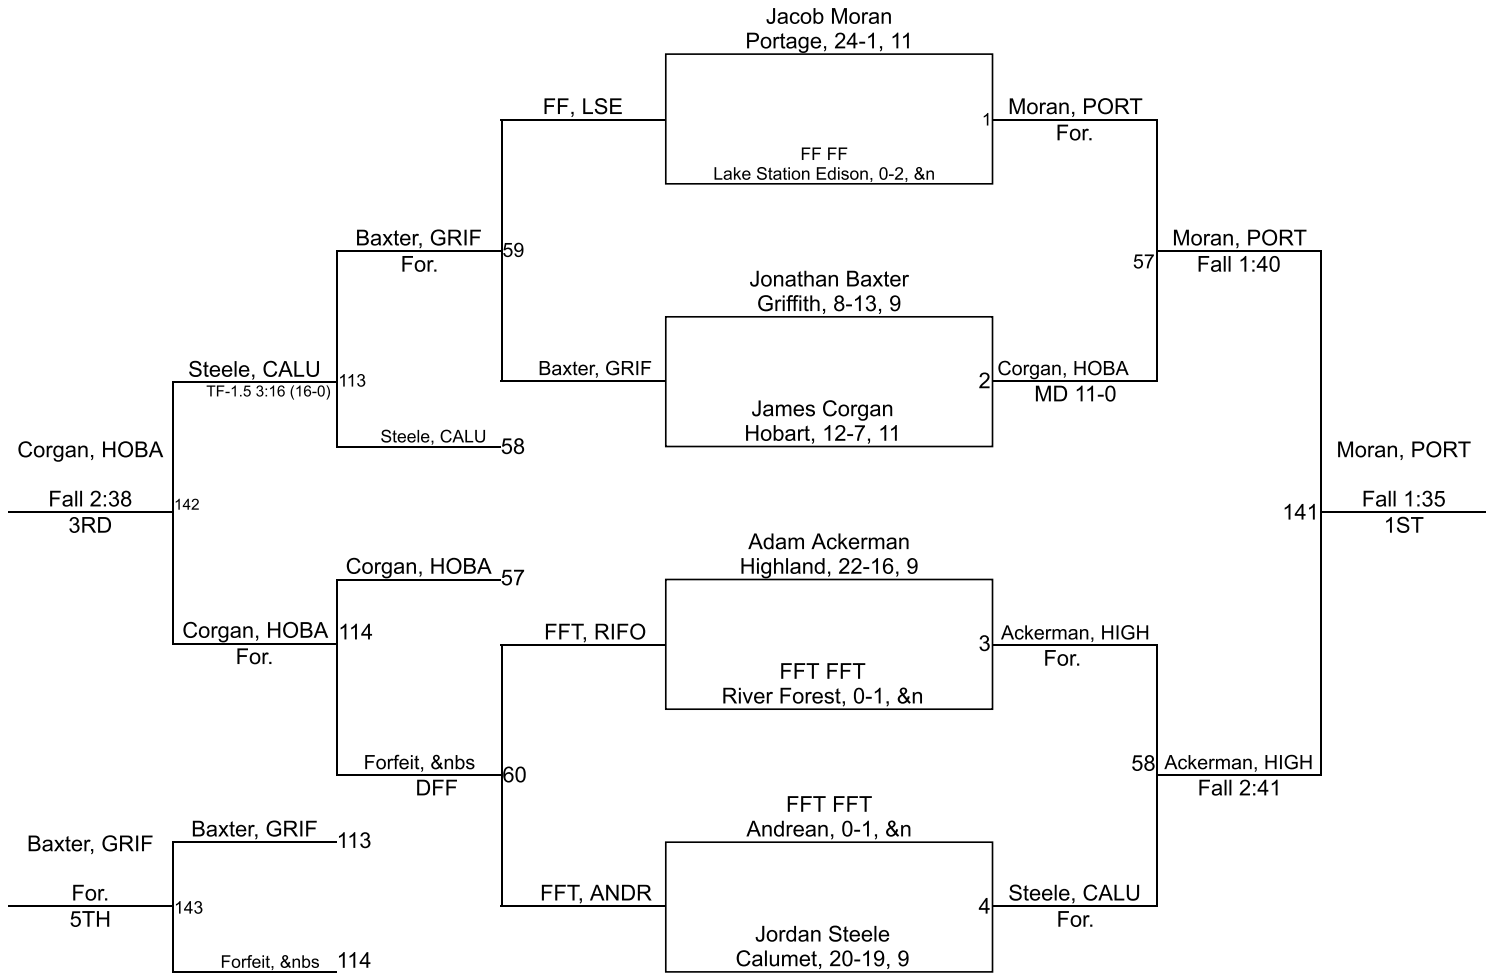 Jacob Moran
Portage, 24-1, 11
FF, LSE
1
Moran, PORT
For.
FF FF
Lake Station Edison, 0-2, &n
Baxter, GRIF
For.
59
57
Moran, PORT
Fall 1:40
Jonathan Baxter
Griffith, 8-13, 9
Steele, CALU
TF-1.5 3:16 (16-0)
113
Baxter, GRIF
2
Corgan, HOBA
MD 11-0
James Corgan
Hobart, 12-7, 11
Steele, CALU
58
Corgan, HOBA
Fall 2:38
3RD
142
Moran, PORT
141
Fall 1:35
1ST
Adam Ackerman
Highland, 22-16, 9
Corgan, HOBA
57
Corgan, HOBA
For.
114
FFT, RIFO
3
Ackerman, HIGH
For.
FFT FFT
River Forest, 0-1, &n
Forfeit, &nbs
DFF
60
58
Ackerman, HIGH
Fall 2:41
FFT FFT
Andrean, 0-1, &n
Baxter, GRIF
Baxter, GRIF
113
For.
5TH
143
FFT, ANDR
4
Steele, CALU
For.
Jordan Steele
Calumet, 20-19, 9
Forfeit, &nbs
114